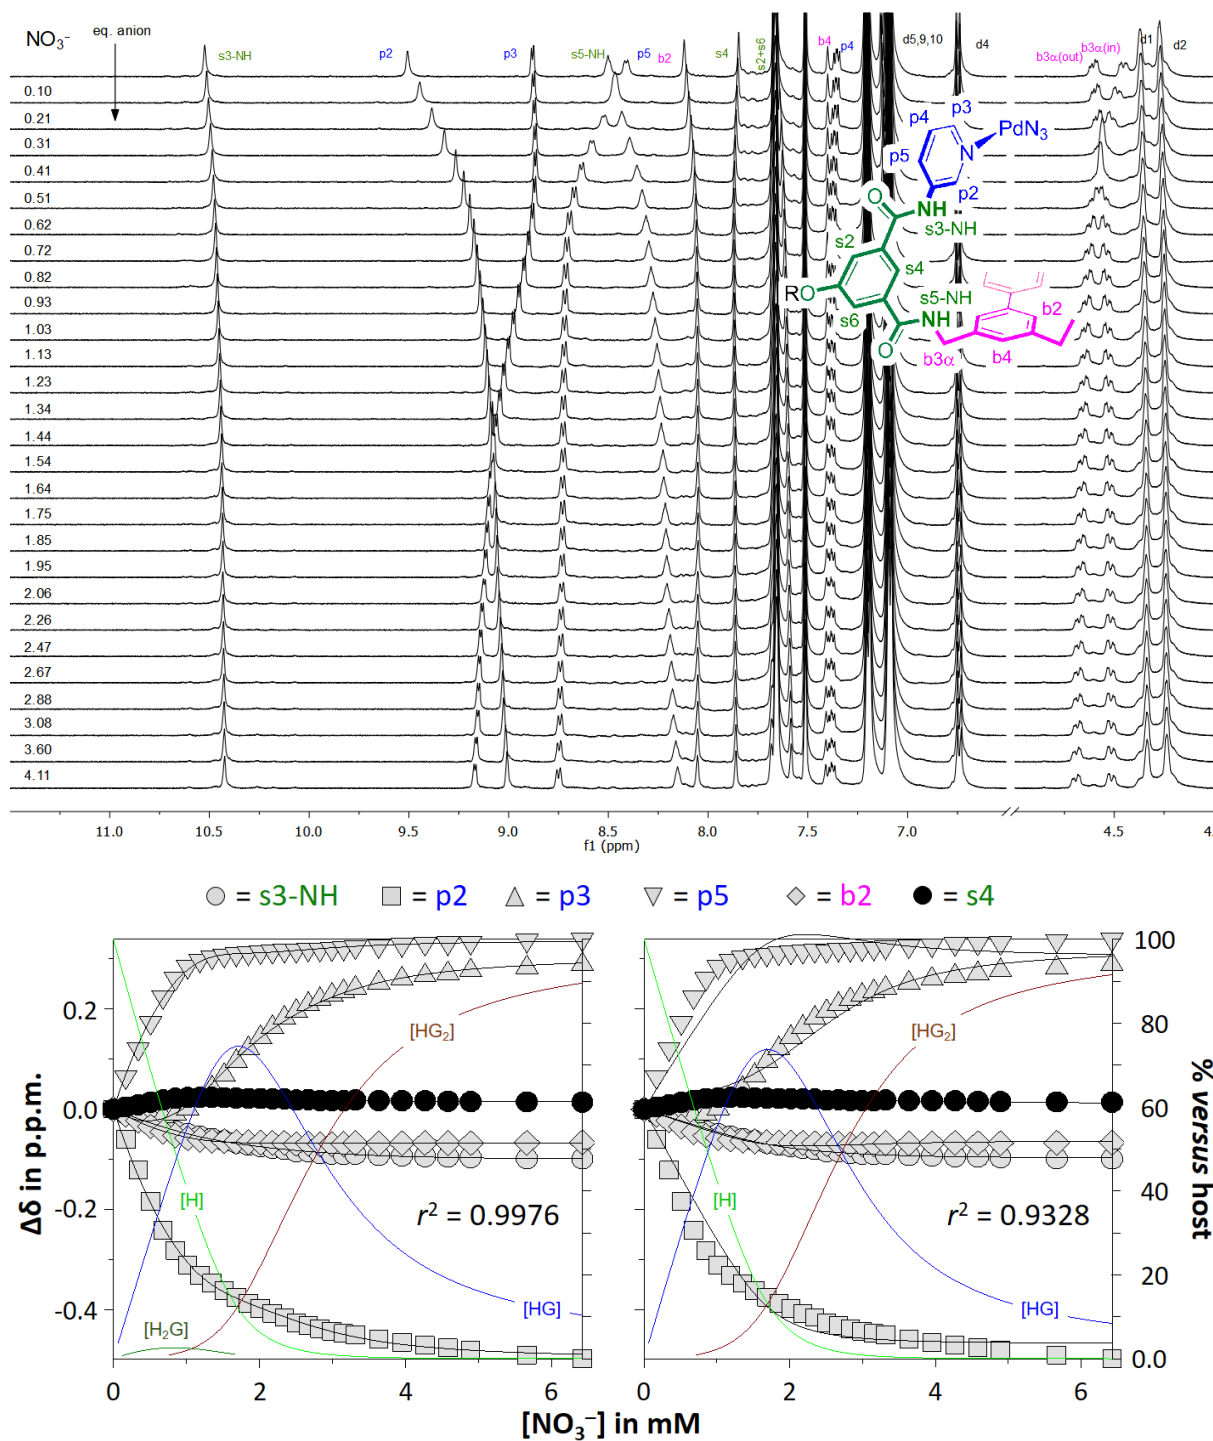 NO₃⁻
eq. anion
s3-NH
p2
p3
s5-NH
p5
b2
s4
s2+s6
b4
p4
d5,9,10
d4
b3α(out)
b3α(in)
d1
d2
0.10
0.21
0.31
0.41
0.51
0.62
0.72
0.82
0.93
1.03
1.13
1.23
1.34
1.44
1.54
1.64
1.75
1.85
1.95
2.06
2.26
2.47
2.67
2.88
3.08
3.60
4.11
p3
p4
PdN₃
p5
N
p2
O
NH
s3-NH
s2
s4
RO
s5-NH
s6
NH
b2
O
b3α
b4
11.0 10.5 10.0 9.5 9.0 8.5 8.0 7.5 7.0 4.5 4.
f1 (ppm)
= s3-NH = p2 = p3 = p5 = b2 = s4
Δδ in p.p.m.
0.2
0.0
-0.2
-0.4
[HG₂]
[H]
r² = 0.9976
[HG]
[H₂G]
0 2 4 6
[HG₂]
[H]
r² = 0.9328
[HG]
0 2 4 6
100
80
60
40
20
0.0
% versus host
[NO₃⁻] in mM